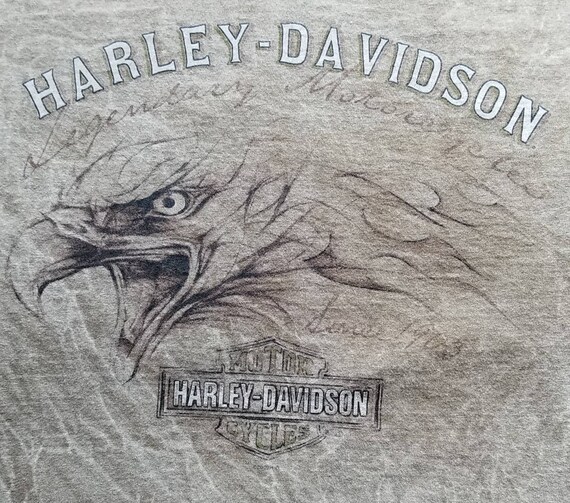 HARLEY-DAVIDSON
Legendary Motorcycles
Since 1903
MOTOR
HARLEY-DAVIDSON
CYCLES